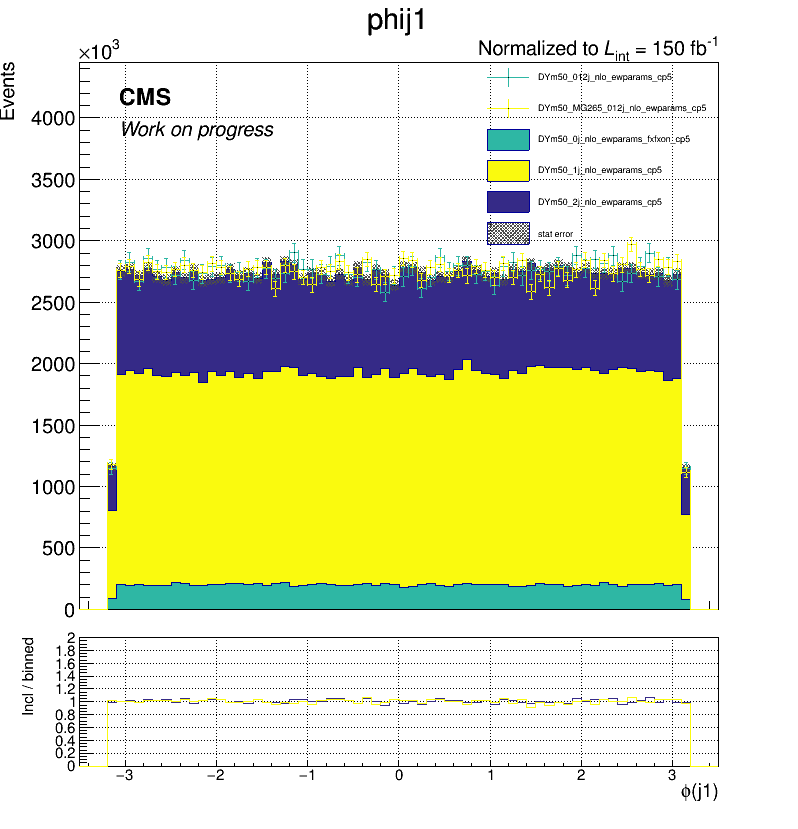 phij1
×10³
Normalized to Lint = 150 fb-1
Events
CMS
Work on progress
DYm50_012j_nlo_ewparams_cp5
DYm50_MG265_012j_nlo_ewparams_cp5
DYm50_0j_nlo_ewparams_fxfxon_cp5
DYm50_1j_nlo_ewparams_cp5
DYm50_2j_nlo_ewparams_cp5
stat error
4000
3500
3000
2500
2000
1500
1000
500
0
Incl / binned
2
1.8
1.6
1.4
1.2
1
0.8
0.6
0.4
0.2
0
−3 −2 −1 0 1 2 3
ϕ(j1)